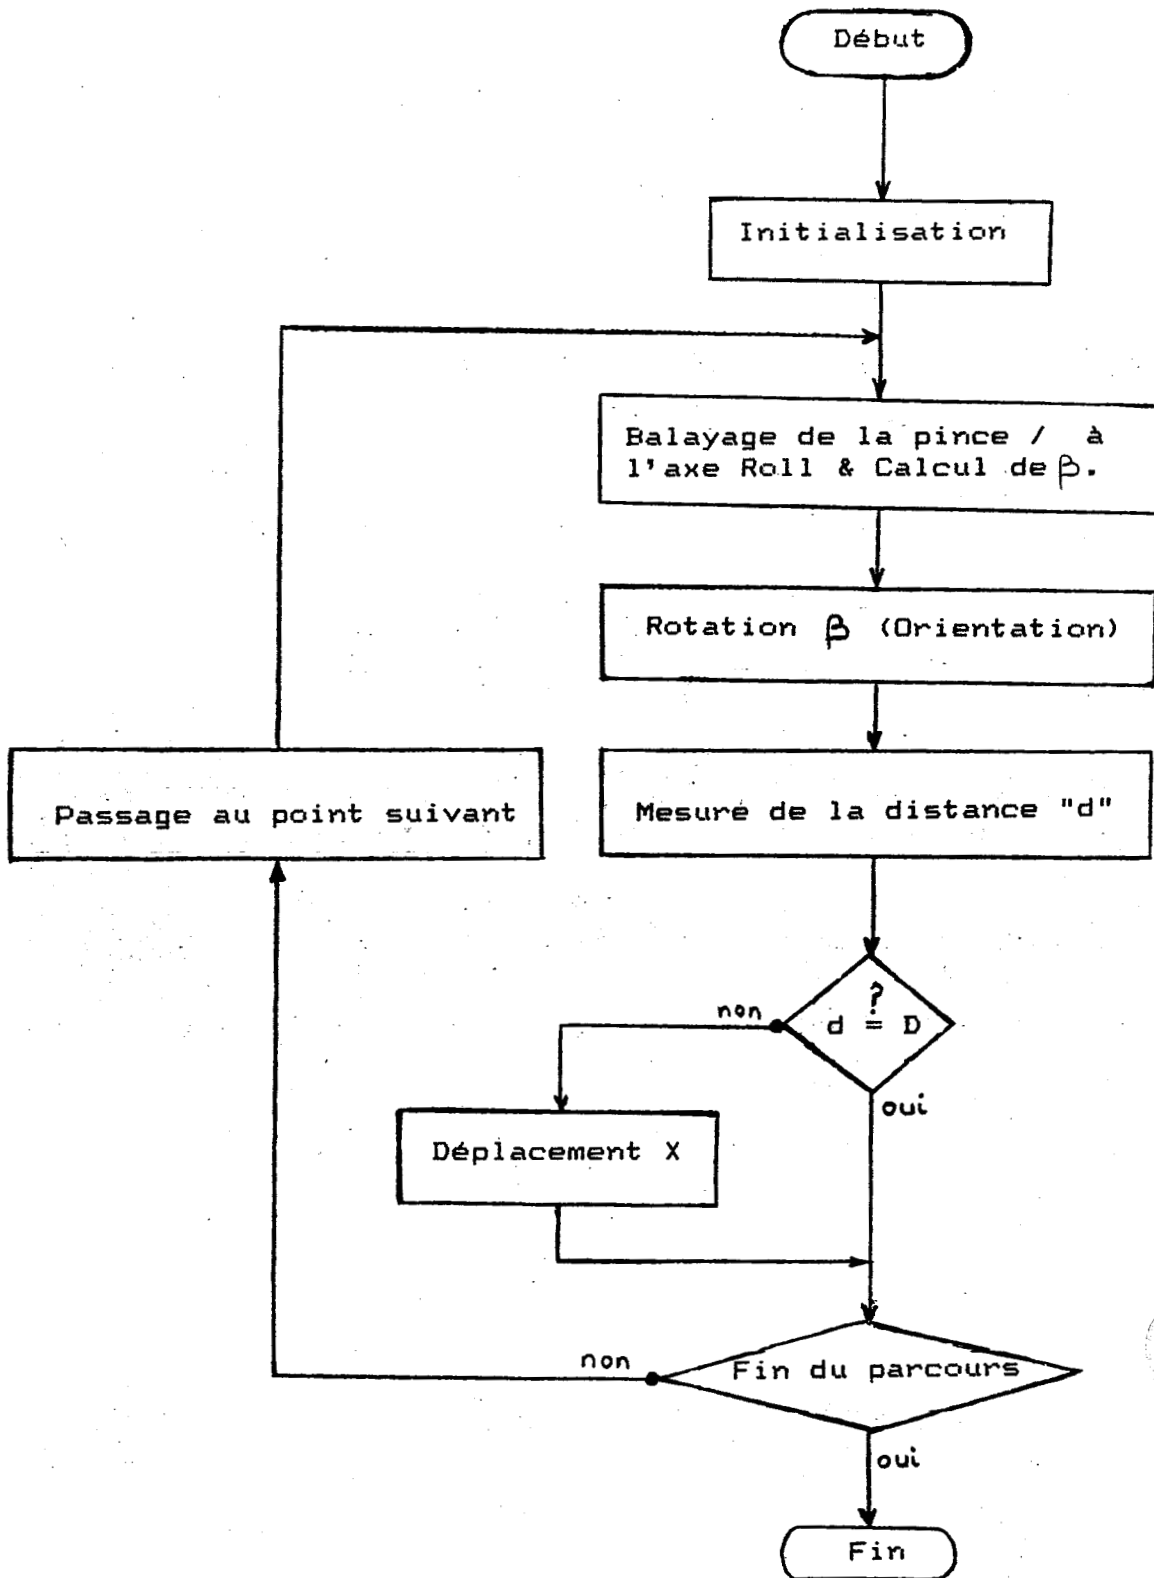 Début
Initialisation
Balayage de la pince / à
l'axe Roll & Calcul de β.
Rotation β (Orientation)
Passage au point suivant
Mesure de la distance "d"
?
d = D
non
oui
Déplacement X
non
Fin du parcours
oui
Fin